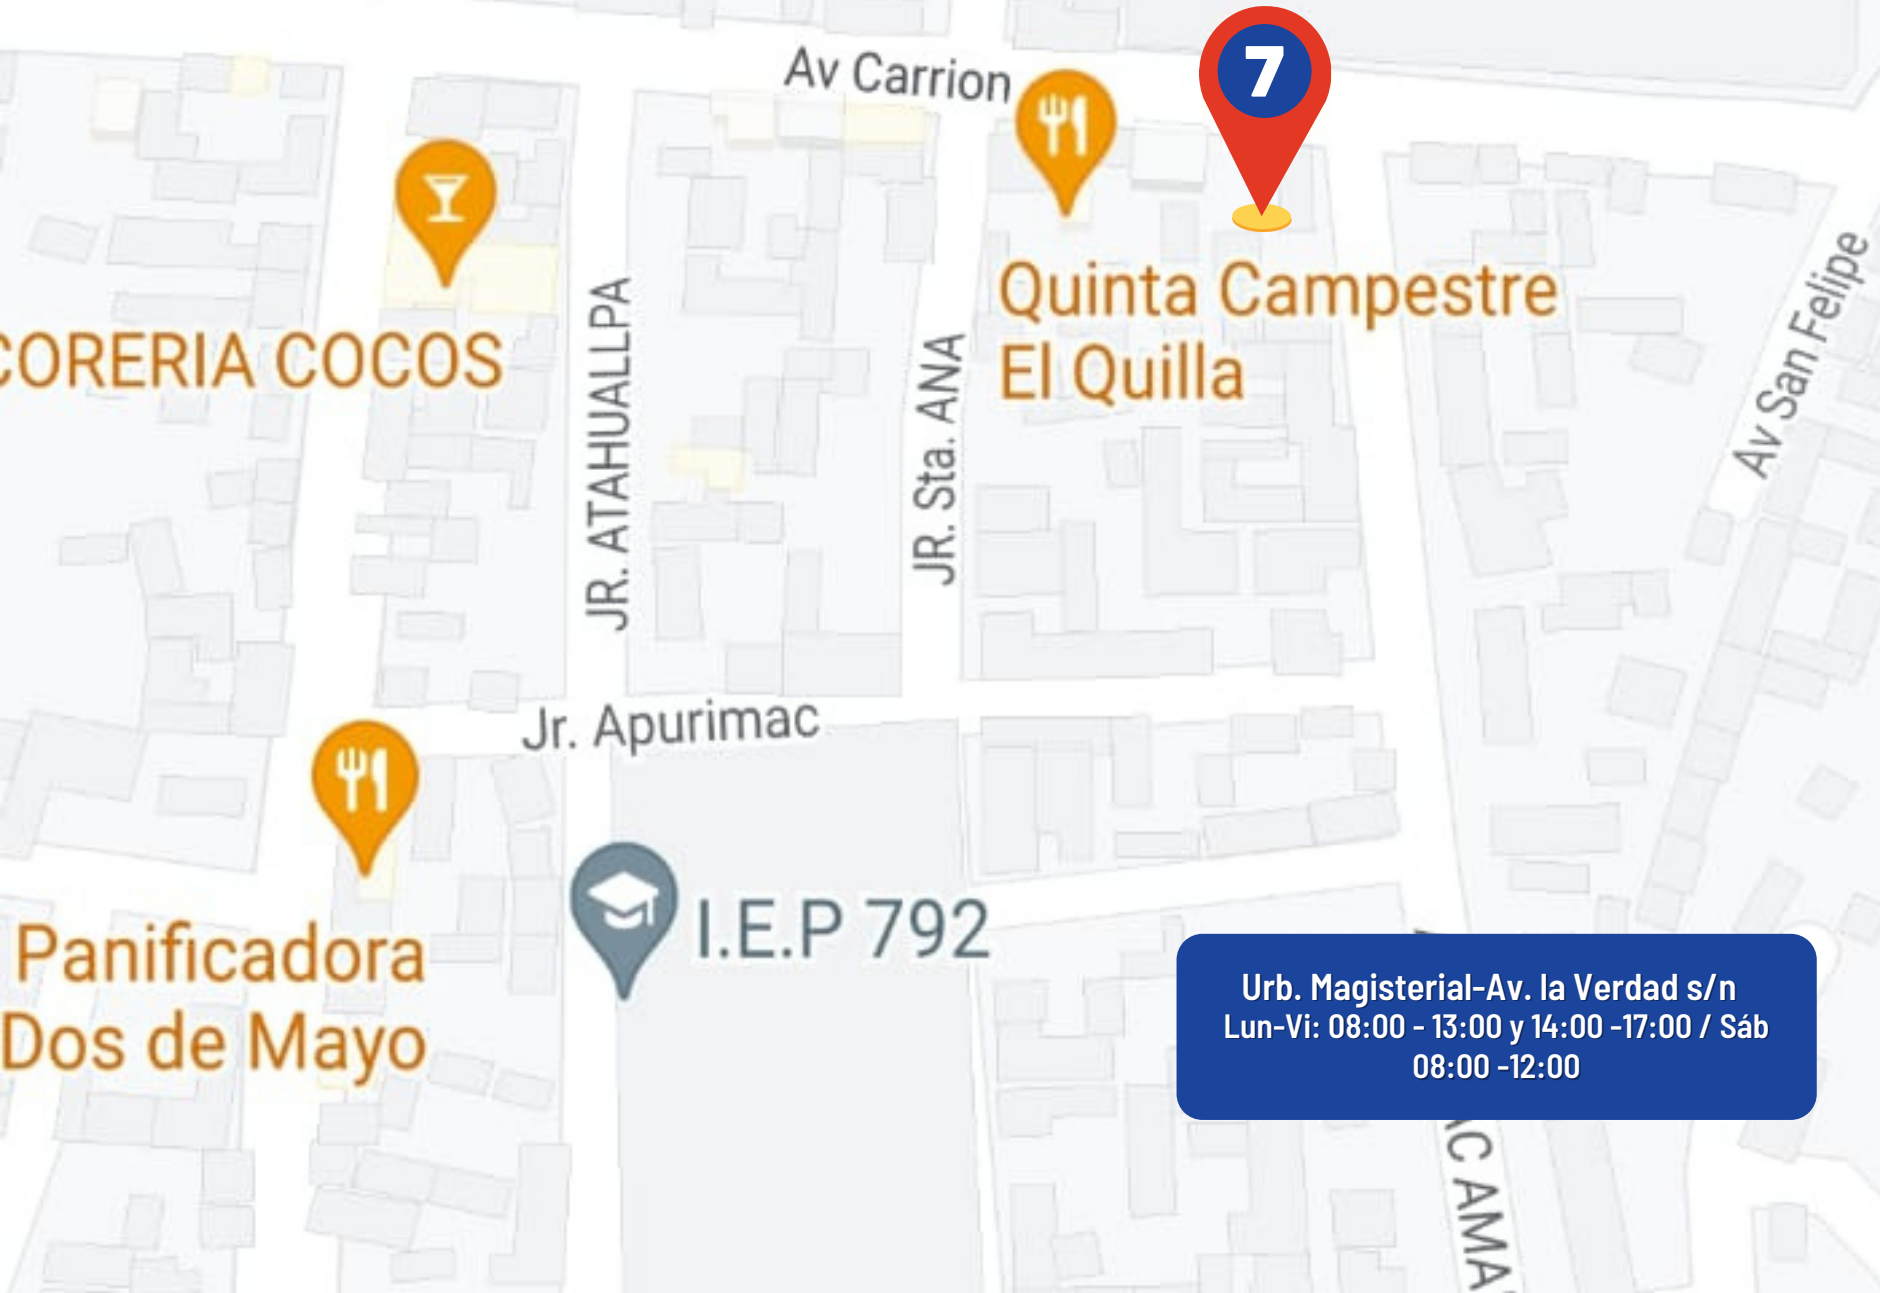 Av Carrion
7
CORERIA COCOS
JR. ATAHUALLPA
JR. Sta. ANA
Quinta Campestre
El Quilla
Av San Felipe
Jr. Apurimac
I.E.P 792
Panificadora
Dos de Mayo
Urb. Magisterial-Av. la Verdad s/n
Lun-Vi: 08:00 - 13:00 y 14:00 -17:00 / Sáb
08:00 -12:00